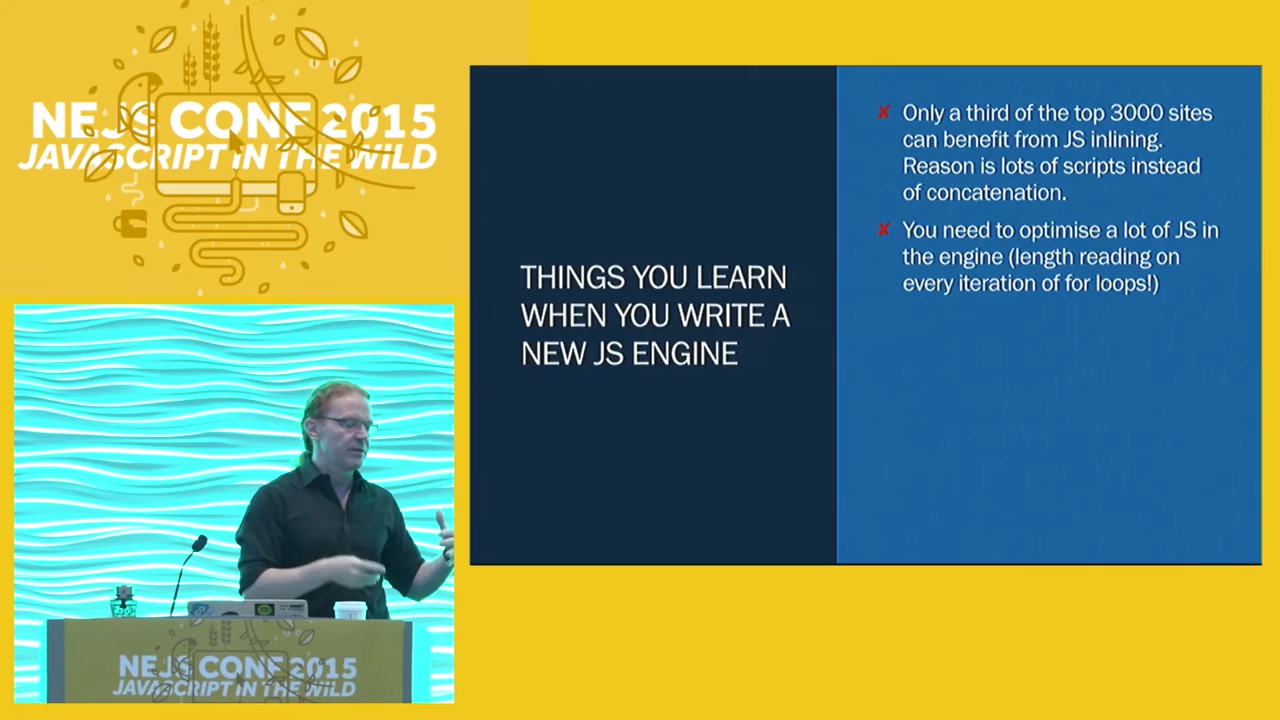 NEJS CONF 2015
JAVASCRIPT IN THE WILD
THINGS YOU LEARN
WHEN YOU WRITE A
NEW JS ENGINE
✘ Only a third of the top 3000 sites
can benefit from JS inlining.
Reason is lots of scripts instead
of concatenation.
✘ You need to optimise a lot of JS in
the engine (length reading on
every iteration of for loops!)
NEJS CONF 2015
JAVASCRIPT IN THE WILD